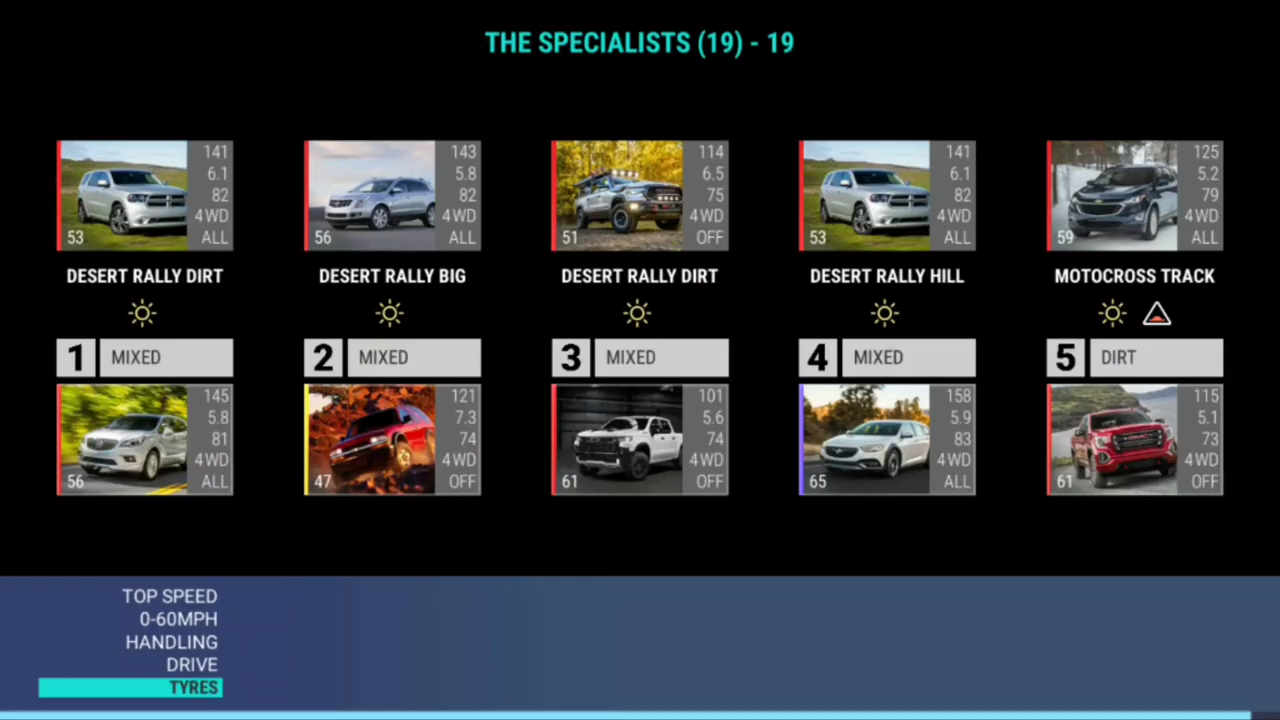 THE SPECIALISTS (19) - 19
141
6.1
82
4WD
ALL
53
143
5.8
82
4WD
ALL
56
114
6.5
75
4WD
OFF
51
141
6.1
82
4WD
ALL
53
125
5.2
79
4WD
ALL
59
DESERT RALLY DIRT
DESERT RALLY BIG
DESERT RALLY DIRT
DESERT RALLY HILL
MOTOCROSS TRACK
1 MIXED
2 MIXED
3 MIXED
4 MIXED
5 DIRT
145
5.8
81
4WD
ALL
56
121
7.3
74
4WD
OFF
47
101
5.6
74
4WD
OFF
61
158
5.9
83
4WD
ALL
65
115
5.1
73
4WD
OFF
61
TOP SPEED
0-60MPH
HANDLING
DRIVE
TYRES